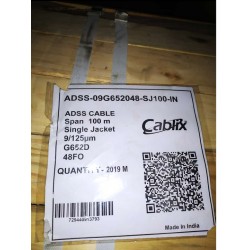 ADSS-09G652048-SJ100-IN
ADSS CABLE
Span 100 m
Single Jacket
9/125µm
G652D
48FO
Cablix
QUANTITY - 2019 M
Made in India